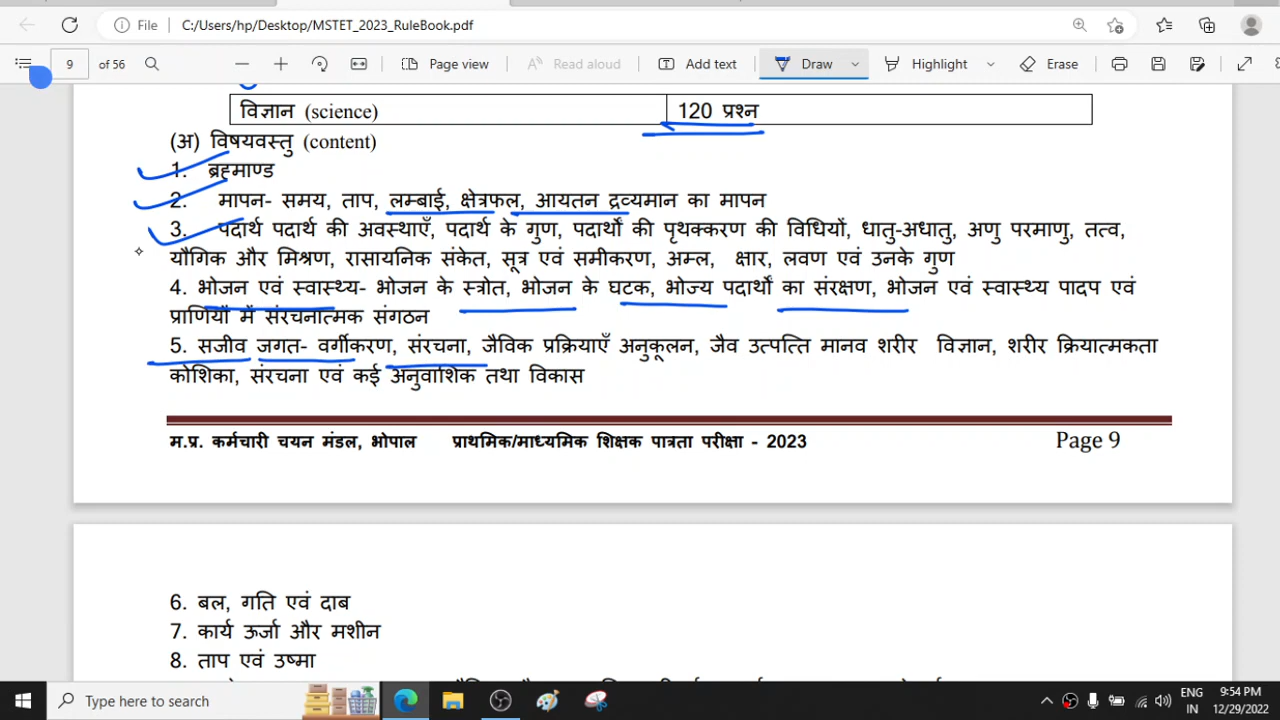 File C:/Users/hp/Desktop/MSTET_2023_RuleBook.pdf
9 of 56 Page view Read aloud Add text Draw Highlight Erase
विज्ञान (science) 120 प्रश्न
(अ) विषयवस्तु (content)
1. ब्रह्माण्ड
2. मापन- समय, ताप, लम्बाई, क्षेत्रफल, आयतन द्रव्यमान का मापन
3. पदार्थ पदार्थ की अवस्थाएँ, पदार्थ के गुण, पदार्थो की पृथक्करण की विधियों, धातु-अधातु, अणु परमाणु, तत्व,
यौगिक और मिश्रण, रासायनिक संकेत, सूत्र एवं समीकरण, अम्ल, क्षार, लवण एवं उनके गुण
4. भोजन एवं स्वास्थ्य- भोजन के स्त्रोत, भोजन के घटक, भोज्य पदार्थों का संरक्षण, भोजन एवं स्वास्थ्य पादप एवं
प्राणियों में संरचनात्मक संगठन
5. सजीव जगत- वर्गीकरण, संरचना, जैविक प्रक्रियाएँ अनुकूलन, जैव उत्पत्ति मानव शरीर विज्ञान, शरीर क्रियात्मकता
कोशिका, संरचना एवं कई अनुवाशिक तथा विकास
म.प्र. कर्मचारी चयन मंडल, भोपाल प्राथमिक/माध्यमिक शिक्षक पात्रता परीक्षा - 2023 Page 9
6. बल, गति एवं दाब
7. कार्य ऊर्जा और मशीन
8. ताप एवं उष्मा
Type here to search ENG 9:54 PM
IN 12/29/2022